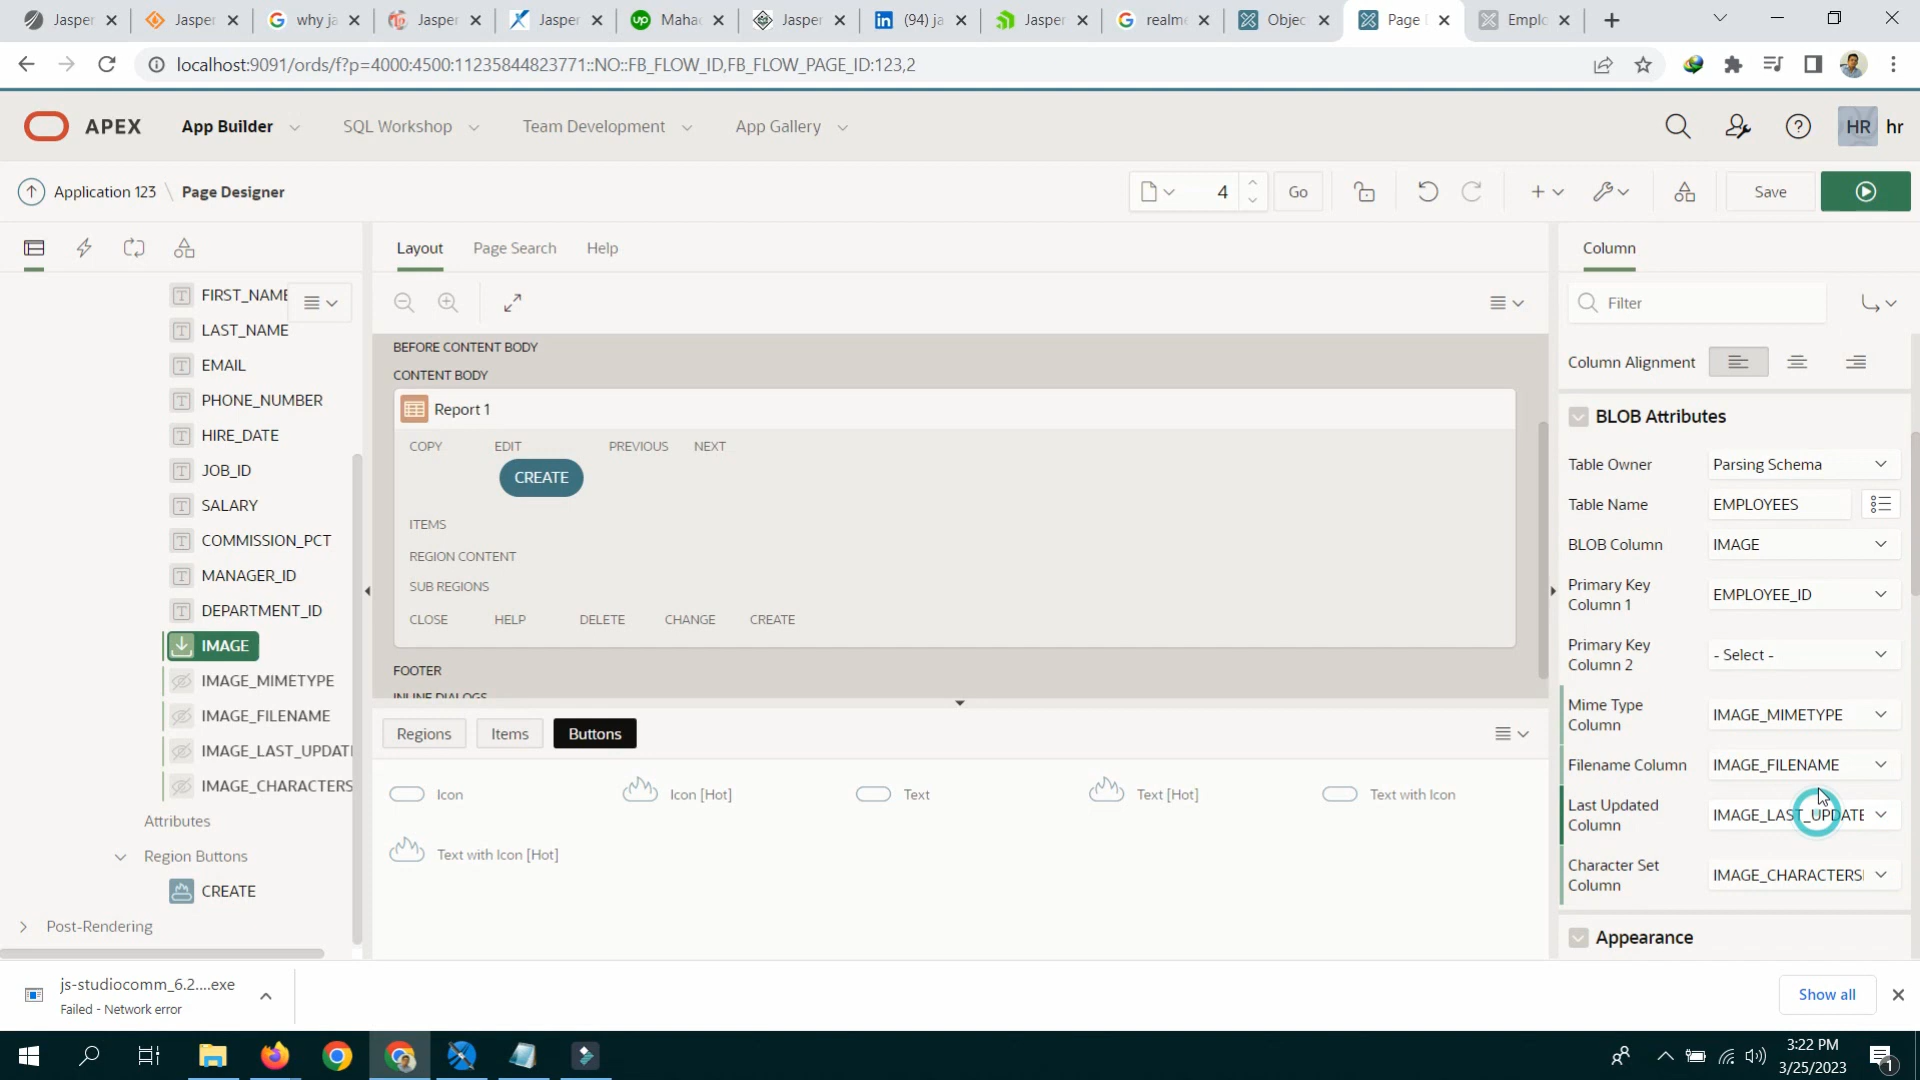 Jasper
Jasper
why ja
Jasper
Jasper
Mahac
Jasper
(94) ja
Jasper
realme
Objec
Page
Emplo
localhost:9091/ords/f?p=4000:4500:11235844823771::NO::FB_FLOW_ID,FB_FLOW_PAGE_ID:123,2
APEX
App Builder
SQL Workshop
Team Development
App Gallery
HR hr
Application 123 \ Page Designer
4
Go
Save
Layout
Page Search
Help
Column
FIRST_NAME
LAST_NAME
EMAIL
PHONE_NUMBER
HIRE_DATE
JOB_ID
SALARY
COMMISSION_PCT
MANAGER_ID
DEPARTMENT_ID
IMAGE
IMAGE_MIMETYPE
IMAGE_FILENAME
IMAGE_LAST_UPDATE
IMAGE_CHARACTERS
Attributes
Region Buttons
CREATE
Post-Rendering
BEFORE CONTENT BODY
CONTENT BODY
Report 1
COPY EDIT PREVIOUS NEXT
CREATE
ITEMS
REGION CONTENT
SUB REGIONS
CLOSE HELP DELETE CHANGE CREATE
FOOTER
INLINE DIALOGS
Regions
Items
Buttons
Icon
Icon [Hot]
Text
Text [Hot]
Text with Icon
Text with Icon [Hot]
Filter
Column Alignment
BLOB Attributes
Table Owner Parsing Schema
Table Name EMPLOYEES
BLOB Column IMAGE
Primary Key
Column 1
EMPLOYEE_ID
Primary Key
Column 2
- Select -
Mime Type
Column
IMAGE_MIMETYPE
Filename Column IMAGE_FILENAME
Last Updated
Column
IMAGE_LAST_UPDATE
Character Set
Column
IMAGE_CHARACTERS
Appearance
js-studiocomm_6.2....exe
Failed - Network error
Show all
3:22 PM
3/25/2023
1